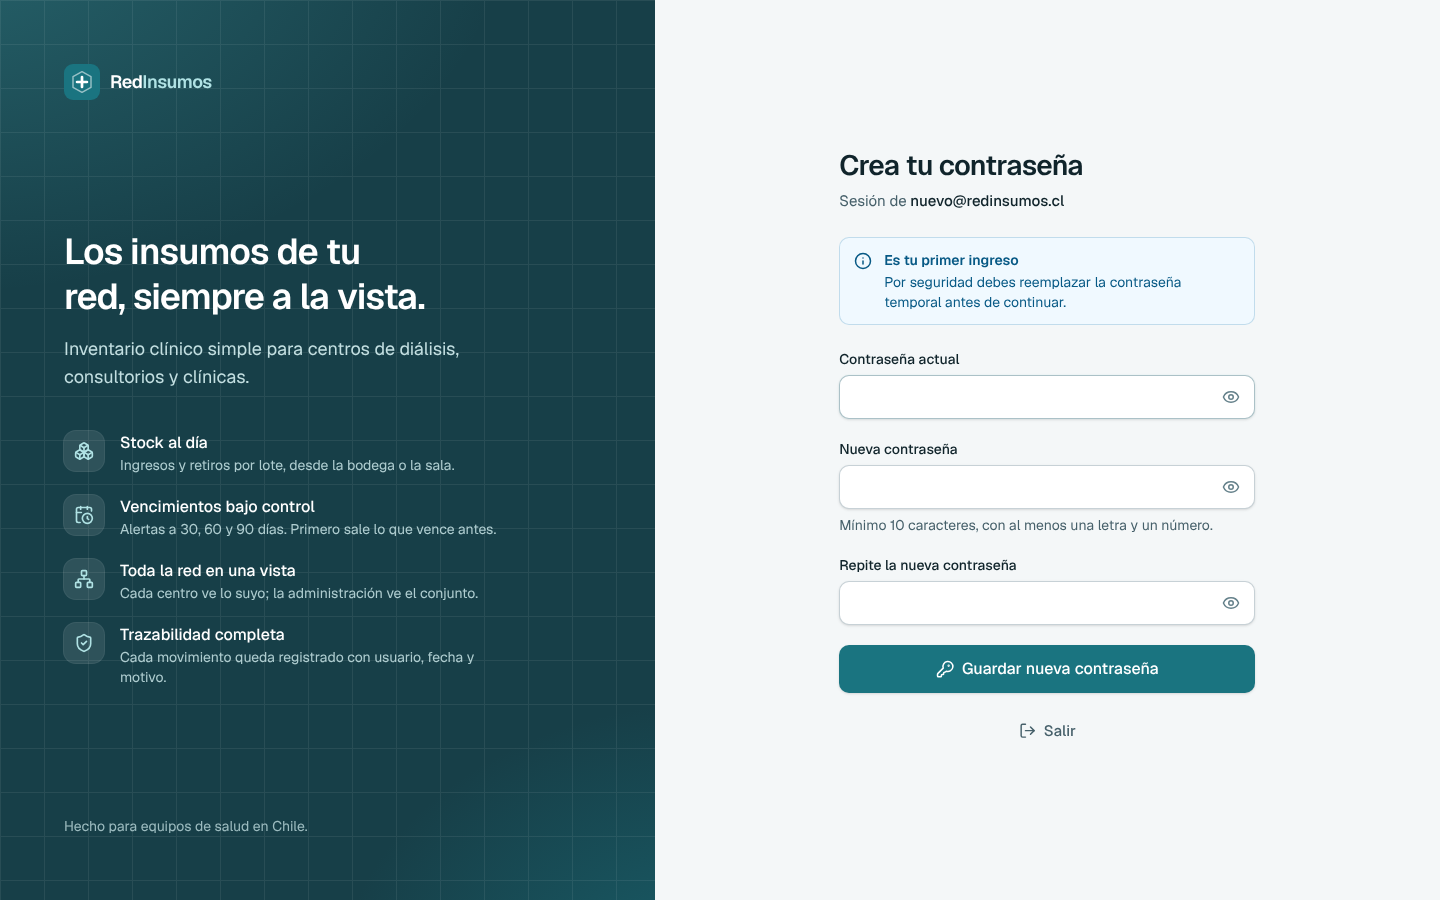 RedInsumos
Los insumos de tu
red, siempre a la vista.
Inventario clínico simple para centros de diálisis,
consultorios y clínicas.
Stock al día
Ingresos y retiros por lote, desde la bodega o la sala.
Vencimientos bajo control
Alertas a 30, 60 y 90 días. Primero sale lo que vence antes.
Toda la red en una vista
Cada centro ve lo suyo; la administración ve el conjunto.
Trazabilidad completa
Cada movimiento queda registrado con usuario, fecha y
motivo.
Hecho para equipos de salud en Chile.
Crea tu contraseña
Sesión de nuevo@redinsumos.cl
Es tu primer ingreso
Por seguridad debes reemplazar la contraseña
temporal antes de continuar.
Contraseña actual
Nueva contraseña
Mínimo 10 caracteres, con al menos una letra y un número.
Repite la nueva contraseña
Guardar nueva contraseña
Salir